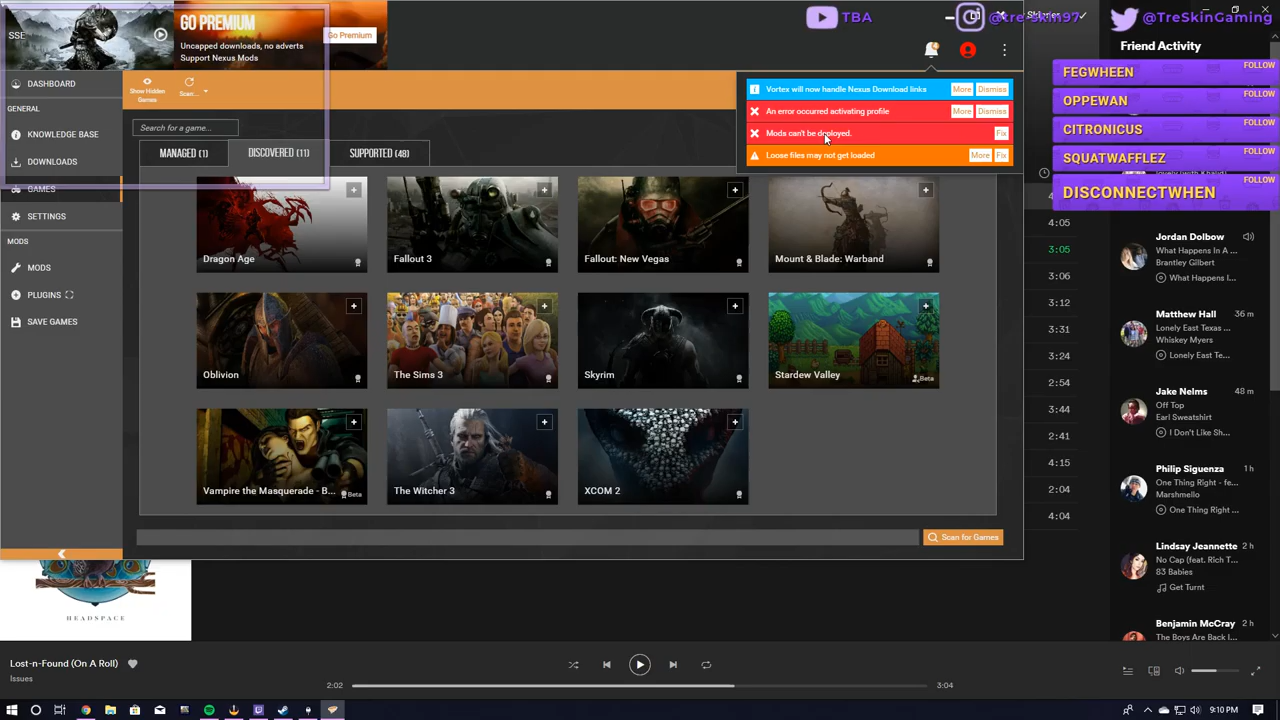 SSE
GO PREMIUM
Uncapped downloads, no adverts
Support Nexus Mods
Go Premium
TBA
@tre-skin97
@TreSkinGaming
Friend Activity
DASHBOARD
GENERAL
KNOWLEDGE BASE
DOWNLOADS
GAMES
SETTINGS
MODS
MODS
PLUGINS
SAVE GAMES
Show Hidden
Games
Scan...
Search for a game...
MANAGED (1)
DISCOVERED (11)
SUPPORTED (48)
Vortex will now handle Nexus Download links
More
Dismiss
An error occurred activating profile
More
Dismiss
Mods can't be deployed.
Fix
Loose files may not get loaded
More
Fix
FEGWHEEN
FOLLOW
OPPEWAN
FOLLOW
CITRONICUS
FOLLOW
SQUATWAFFLEZ
FOLLOW
DISCONNECTWHEN
FOLLOW
Dragon Age
Fallout 3
Fallout: New Vegas
Mount & Blade: Warband
Oblivion
The Sims 3
Skyrim
Stardew Valley
Beta
Vampire the Masquerade - B...
Beta
The Witcher 3
XCOM 2
Scan for Games
4:05
3:05
3:06
3:12
3:31
3:24
2:54
3:44
2:41
4:15
2:04
4:04
Jordan Dolbow
What Happens In A ...
Brantley Gilbert
What Happens I...
Matthew Hall
36 m
Lonely East Texas ...
Whiskey Myers
Lonely East Te...
Jake Nelms
48 m
Off Top
Earl Sweatshirt
I Don't Like Sh...
Philip Siguenza
1 h
One Thing Right - fe...
Marshmello
One Thing Right ...
Lindsay Jeannette
2 h
No Cap (feat. Rich T...
83 Babies
Get Turnt
Benjamin McCray
2 h
The Boys Are Back I...
HEADSPACE
Lost-n-Found (On A Roll)
Issues
2:02
3:04
9:10 PM